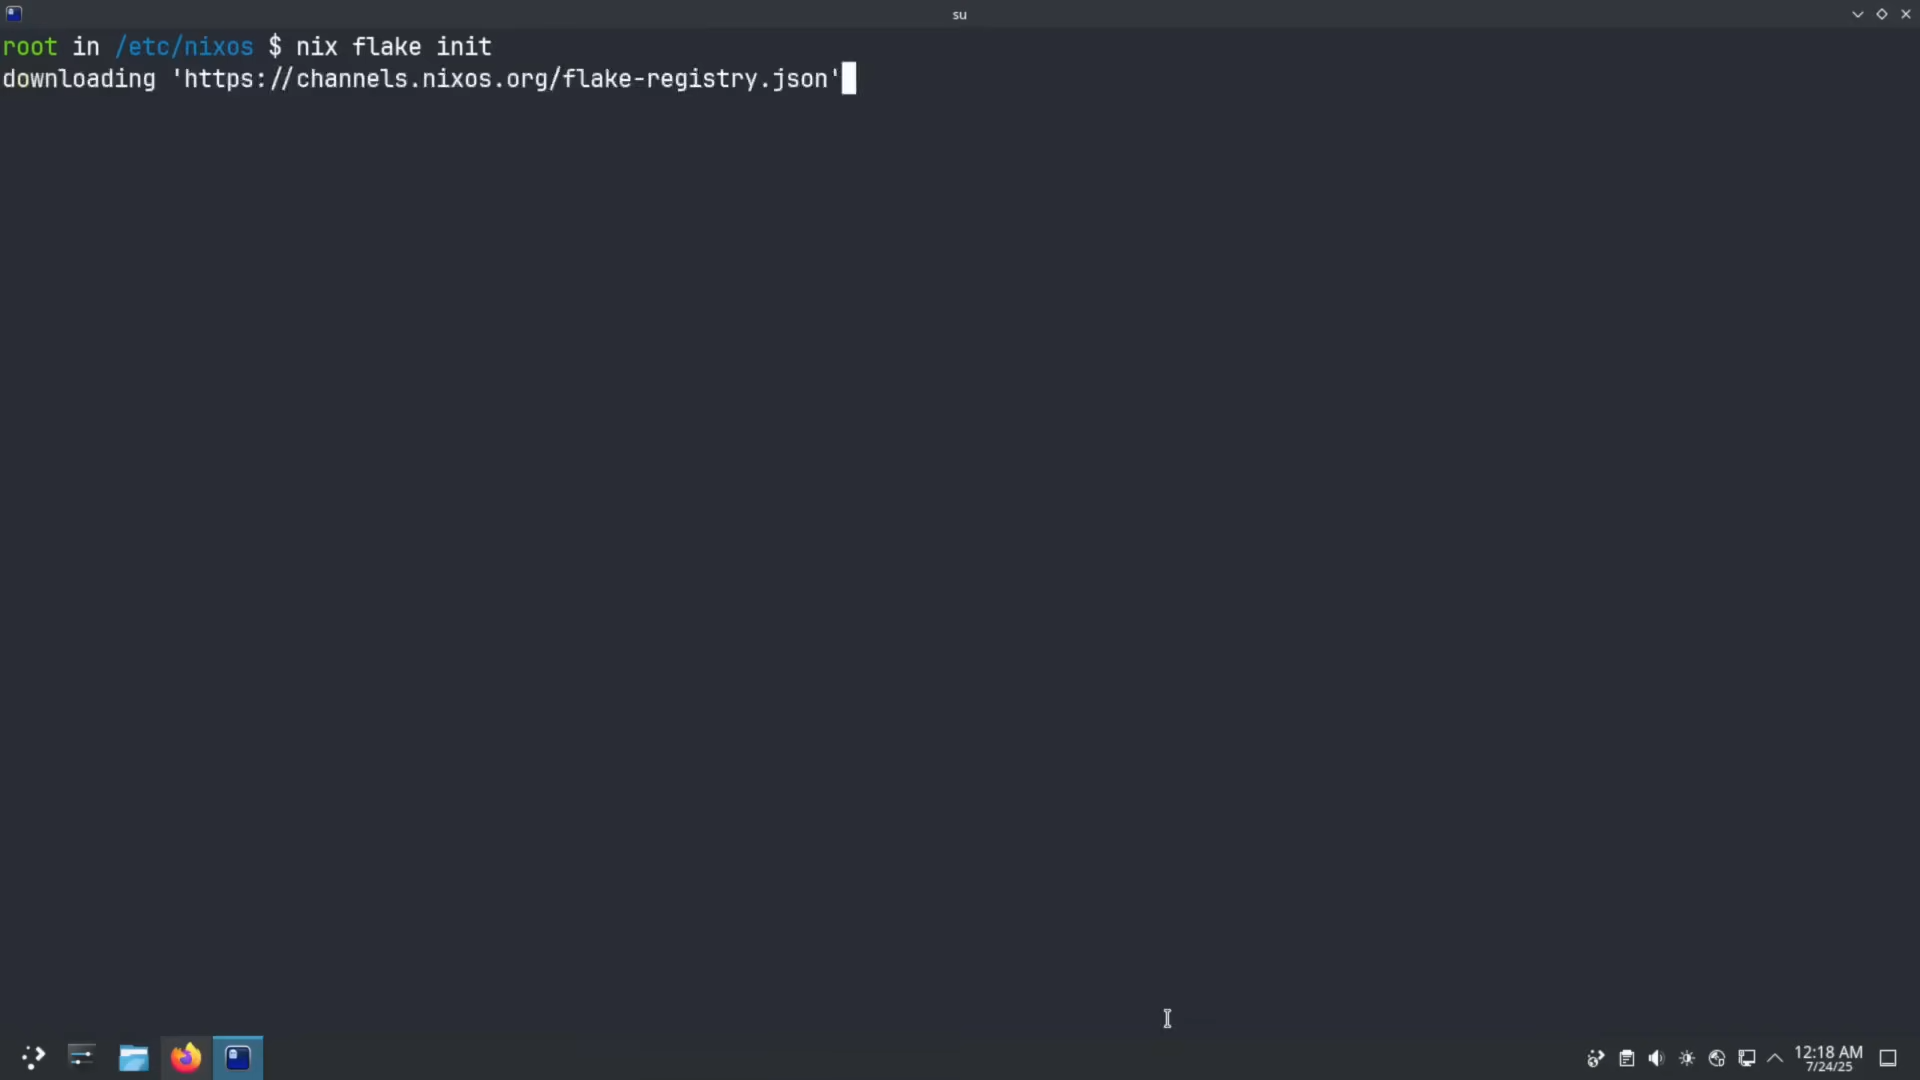 su
root in /etc/nixos $ nix flake init
downloading 'https://channels.nixos.org/flake-registry.json'
12:18 AM
7/24/25